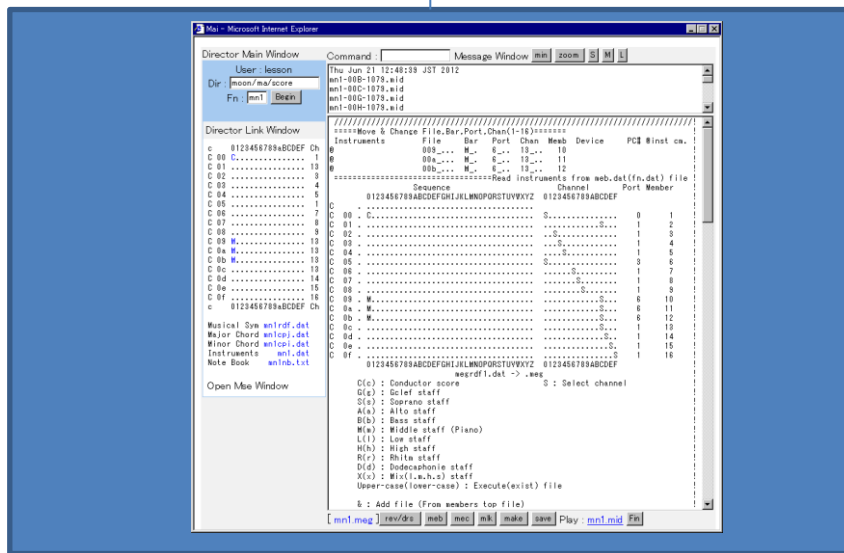 Mai - Microsoft Internet Explorer
Director Main Window
User : lesson
Dir : moon/ma/score
Fn : mn1 Begin
Director Link Window
c 0123456789aBCDEF Ch
C 00 C............... 1
C 01 ................ 13
C 02 ................ 3
C 03 ................ 4
C 04 ................ 5
C 05 ................ 1
C 06 ................ 7
C 07 ................ 8
C 08 ................ 9
C 09 M............... 13
C 0a M............... 13
C 0b M............... 13
C 0c ................ 13
C 0d ................ 14
C 0e ................ 15
C 0f ................ 16
c 0123456789aBCDEF Ch
Musical Sym mn1rdf.dat
Major Chord mn1cpj.dat
Minor Chord mn1cpi.dat
Instruments mn1.dat
Note Book mn1nb.txt
Open Mse Window
Command : Message Window min zoom S M L
Thu Jun 21 12:48:39 JST 2012
mn1-00B-1079.mid
mn1-00C-1079.mid
mn1-00G-1079.mid
mn1-00H-1079.mid
=====Move & Change File.Bar.Port.Chan(1-16)=======
Instruments File Bar Port Chan Memb Device PC# Winst cm.
@ 009_... M_. 6_.. 13_.. 10
@ 00a_... M_. 6_.. 13_.. 11
@ 00b_... M_. 6_.. 13_.. 12
==================================Read instruments from meb.dat(fn.dat) file
Sequence Channel Port Member
0123456789ABCDEFGHIJKLMNOPQRSTUVWXYZ 0123456789ABCDEF
C . ....................................
C 00 . C................................... S............... 0 1
C 01 . .................................... ............S... 1 2
C 02 . .................................... ..S............. 1 3
C 03 . .................................... ...S............ 1 4
C 04 . .................................... ....S........... 1 5
C 05 . .................................... S............... 3 6
C 06 . .................................... ......S......... 1 7
C 07 . .................................... .......S........ 1 8
C 08 . .................................... ........S....... 1 9
C 09 . M................................... ............S... 6 10
C 0a . M................................... ............S... 6 11
C 0b . M................................... ............S... 6 12
C 0c . .................................... ............S... 1 13
C 0d . .................................... .............S.. 1 14
C 0e . .................................... ..............S. 1 15
C 0f . .................................... ...............S 1 16
0123456789ABCDEFGHIJKLMNOPQRSTUVWXYZ 0123456789ABCDEF
megrdf1.dat -> .meg
C(c) : Conductor score S : Select channel
G(g) : Gclef staff
S(s) : Soprano staff
A(a) : Alto staff
B(b) : Bass staff
M(m) : Middle staff (Piano)
L(l) : Low staff
H(h) : High staff
R(r) : Rhitm staff
D(d) : Dodecaphonie staff
X(x) : Mix(l.m.h.s) staff
Upper-case(lower-case) : Execute(exist) file
& : Add file (From members top file)
[ mn1.meg ] rev/drs meb mec mlk make save Play : mn1.mid Fin